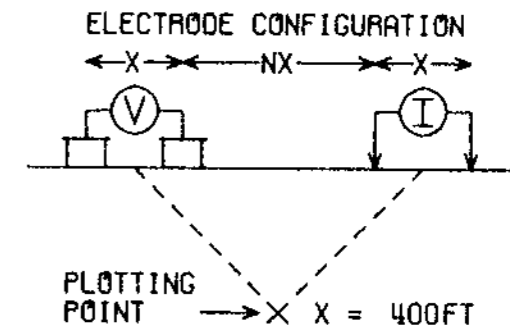 ELECTRODE CONFIGURATION
X NX X
V I
PLOTTING
POINT X X = 400FT